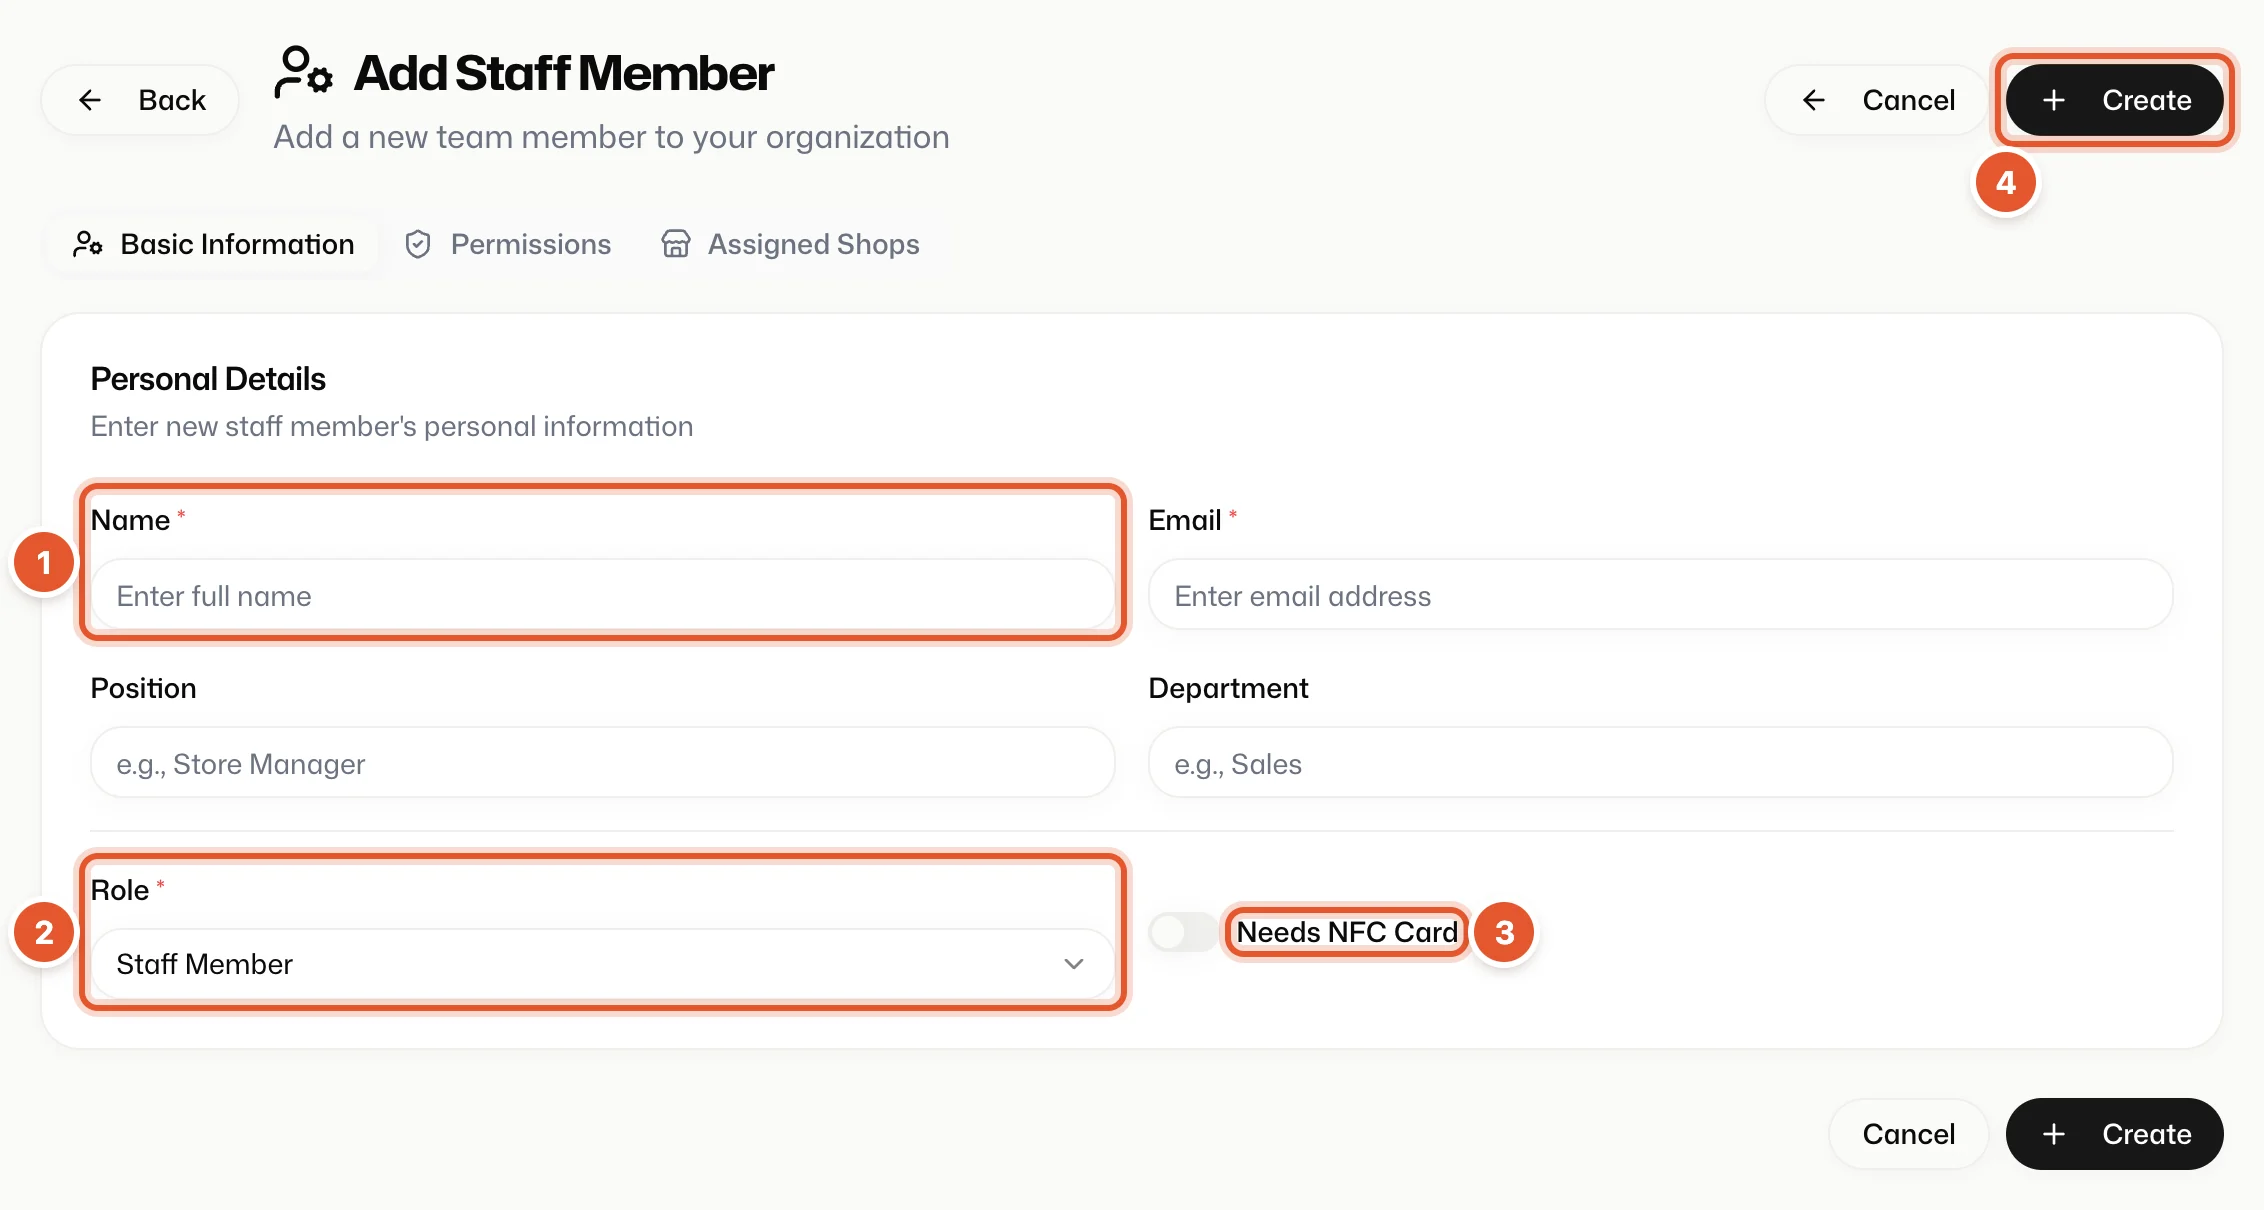 Back
Add Staff Member
Add a new team member to your organization
Cancel
Create
4
Basic Information
Permissions
Assigned Shops
Personal Details
Enter new staff member's personal information
1
Name *
Enter full name
Email *
Enter email address
Position
e.g., Store Manager
Department
e.g., Sales
2
Role *
Staff Member
Needs NFC Card
3
Cancel
Create